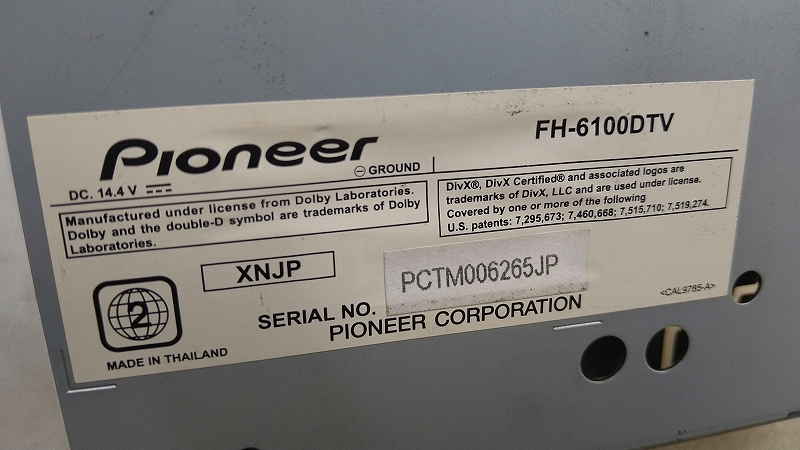 Pioneer
FH-6100DTV
DC. 14.4 V
GROUND
Manufactured under license from Dolby Laboratories.
Dolby and the double-D symbol are trademarks of Dolby
Laboratories.
DivX®, DivX Certified® and associated logos are
trademarks of DivX, LLC and are used under license.
Covered by one or more of the following
U.S. patents: 7,295,673; 7,460,668; 7,515,710; 7,519,274.
XNJP
2
MADE IN THAILAND
SERIAL NO. PCTM006265JP
PIONEER CORPORATION
<CAL9785-A>